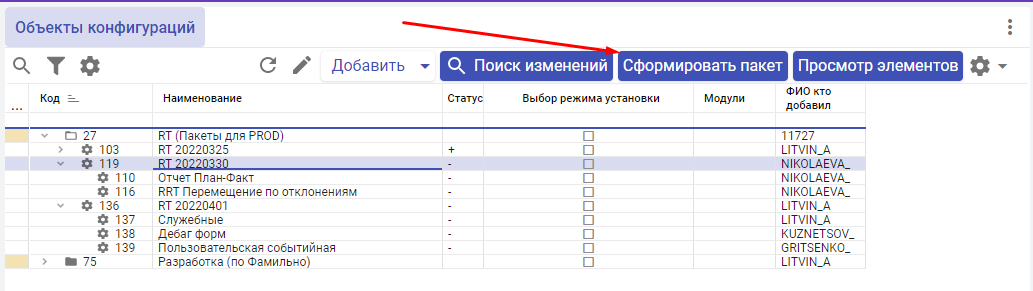 Объекты конфигураций
Добавить Поиск изменений Сформировать пакет Просмотр элементов
... Код Наименование Статус Выбор режима установки Модули ФИО кто добавил
27 RT (Пакеты для PROD) 11727
103 RT 20220325 + LITVIN_A
119 RT 20220330 - NIKOLAEVA_
110 Отчет План-Факт - NIKOLAEVA_
116 RRT Перемещение по отклонениям - NIKOLAEVA_
136 RT 20220401 - LITVIN_A
137 Служебные - LITVIN_A
138 Дебаг форм - KUZNETSOV_
139 Пользовательская событийная - GRITSENKO_
75 Разработка (по Фамильно) LITVIN_A